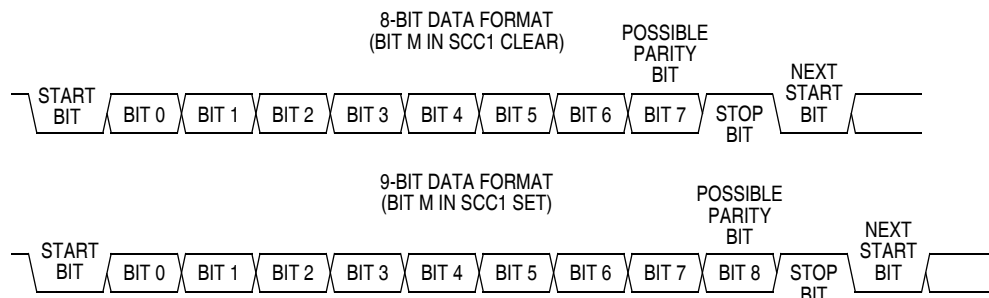 8-BIT DATA FORMAT
(BIT M IN SCC1 CLEAR)
POSSIBLE
PARITY
BIT
START
BIT
BIT 0
BIT 1
BIT 2
BIT 3
BIT 4
BIT 5
BIT 6
BIT 7
STOP
BIT
NEXT
START
BIT
9-BIT DATA FORMAT
(BIT M IN SCC1 SET)
POSSIBLE
PARITY
BIT
START
BIT
BIT 0
BIT 1
BIT 2
BIT 3
BIT 4
BIT 5
BIT 6
BIT 7
BIT 8
STOP
BIT
NEXT
START
BIT